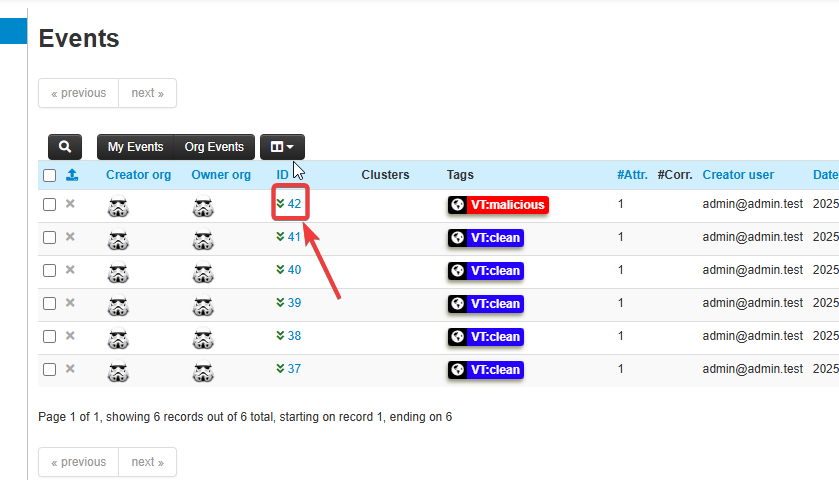 Events
« previous next »
My Events Org Events
Creator org Owner org ID Clusters Tags #Attr. #Corr. Creator user Date
42 VT:malicious 1 admin@admin.test 2025
41 VT:clean 1 admin@admin.test 2025
40 VT:clean 1 admin@admin.test 2025
39 VT:clean 1 admin@admin.test 2025
38 VT:clean 1 admin@admin.test 2025
37 VT:clean 1 admin@admin.test 2025
Page 1 of 1, showing 6 records out of 6 total, starting on record 1, ending on 6
« previous next »